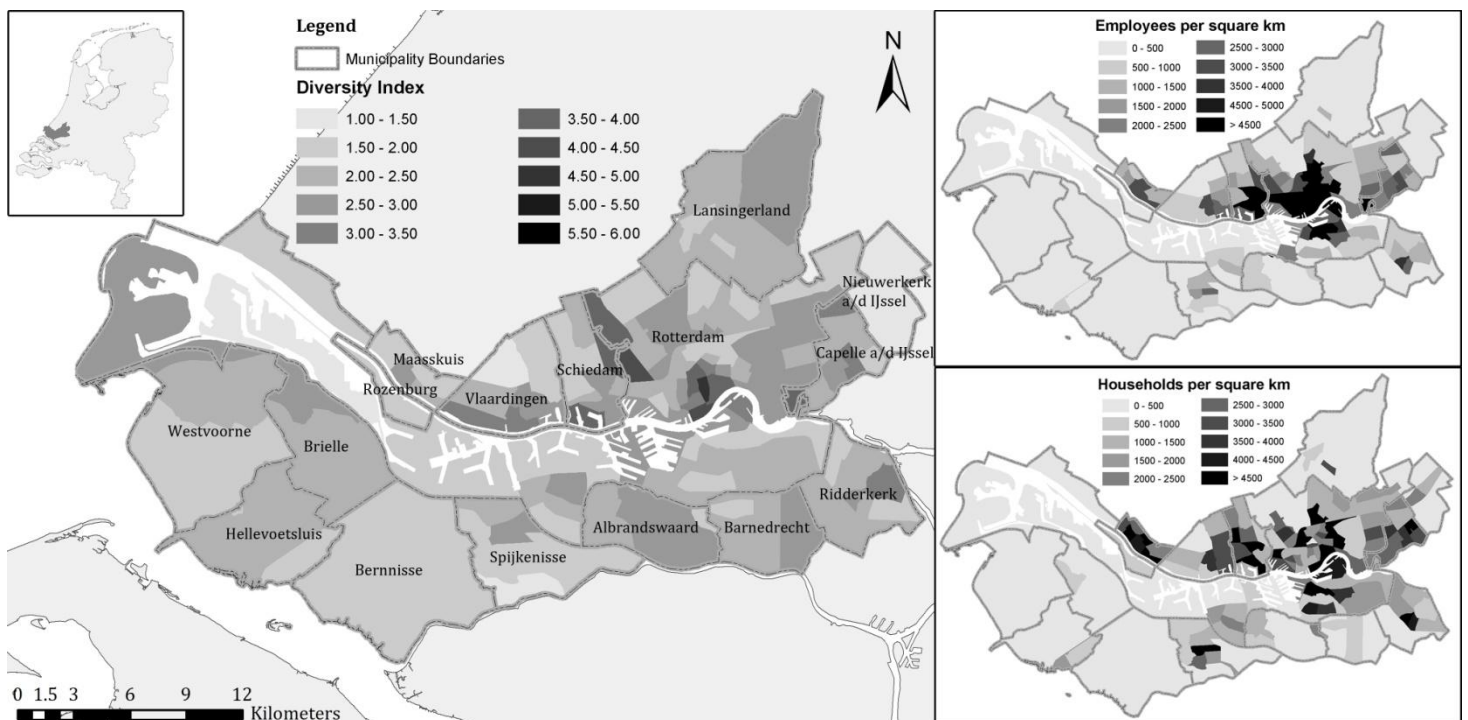 Legend
Municipality Boundaries
Diversity Index
1.00 - 1.50
1.50 - 2.00
2.00 - 2.50
2.50 - 3.00
3.00 - 3.50
3.50 - 4.00
4.00 - 4.50
4.50 - 5.00
5.00 - 5.50
5.50 - 6.00
N
Lansingerland
Nieuwerkerk
a/d IJssel
Rotterdam
Capelle a/d IJssel
Maasskuis
Schiedam
Rozenburg
Vlaardingen
Westvoorne
Brielle
Ridderkerk
Hellevoetsluis
Albrandswaard
Barnedrecht
Spijkenisse
Bernnisse
0 1.5 3 6 9 12
Kilometers
Employees per square km
0 - 500
500 - 1000
1000 - 1500
1500 - 2000
2000 - 2500
2500 - 3000
3000 - 3500
3500 - 4000
4500 - 5000
> 4500
Households per square km
0 - 500
500 - 1000
1000 - 1500
1500 - 2000
2000 - 2500
2500 - 3000
3000 - 3500
3500 - 4000
4000 - 4500
> 4500